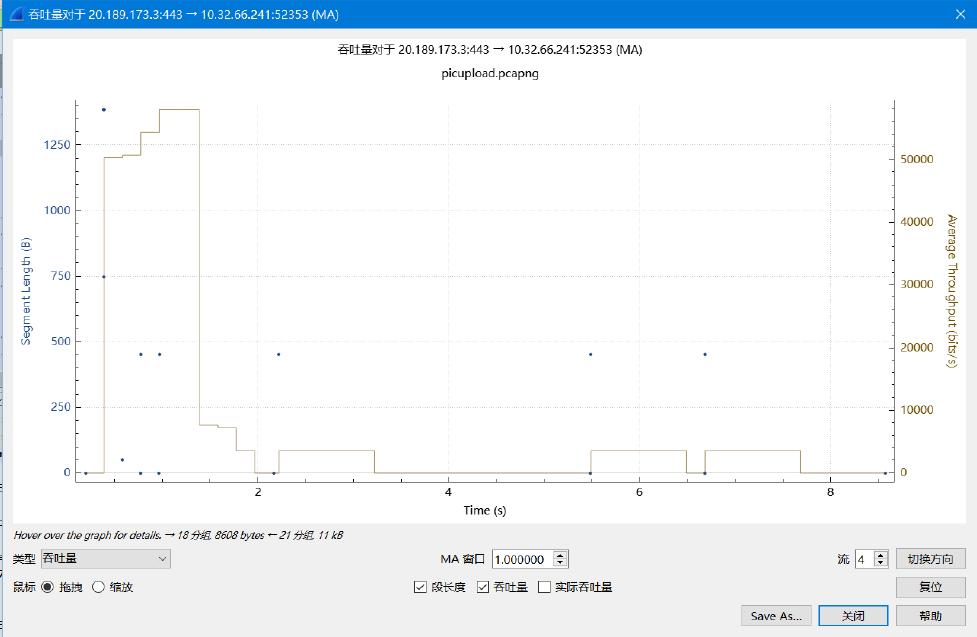 吞吐量对于 20.189.173.3:443 → 10.32.66.241:52353 (MA)
吞吐量对于 20.189.173.3:443 → 10.32.66.241:52353 (MA)
picupload.pcapng
Segment Length (B)
1250
1000
750
500
250
0
50000
40000
30000
20000
10000
0
Average Throughput (bits/s)
2 4 6 8
Time (s)
Hover over the graph for details. → 18 分组, 8608 bytes ← 21 分组, 11 kB
类型 吞吐量 MA 窗口 1.000000 流 4 切换方向
鼠标 拖拽 缩放 段长度 吞吐量 实际吞吐量 复位
Save As... 关闭 帮助